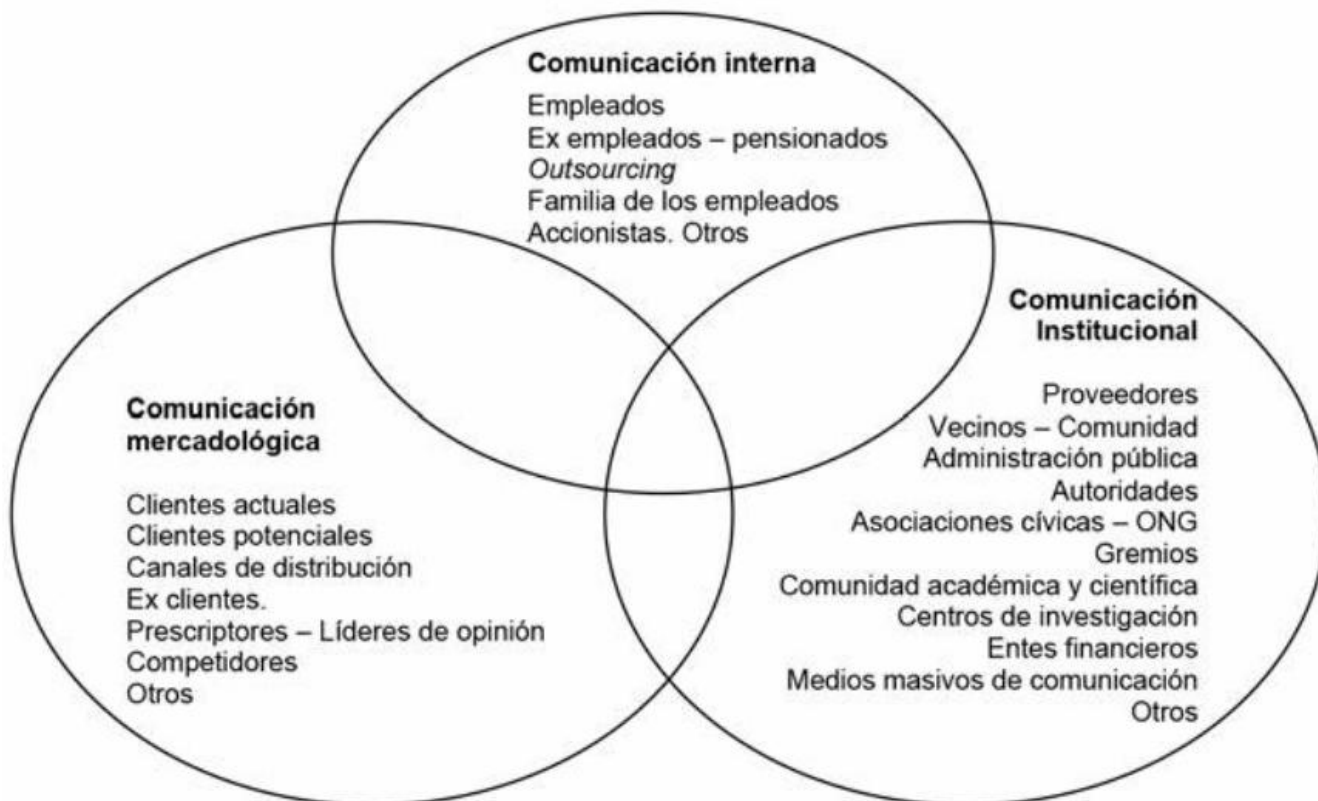 Comunicación interna
Empleados
Ex empleados – pensionados
Outsourcing
Familia de los empleados
Accionistas. Otros
Comunicación
mercadológica
Clientes actuales
Clientes potenciales
Canales de distribución
Ex clientes.
Prescriptores – Líderes de opinión
Competidores
Otros
Comunicación
Institucional
Proveedores
Vecinos – Comunidad
Administración pública
Autoridades
Asociaciones cívicas – ONG
Gremios
Comunidad académica y científica
Centros de investigación
Entes financieros
Medios masivos de comunicación
Otros